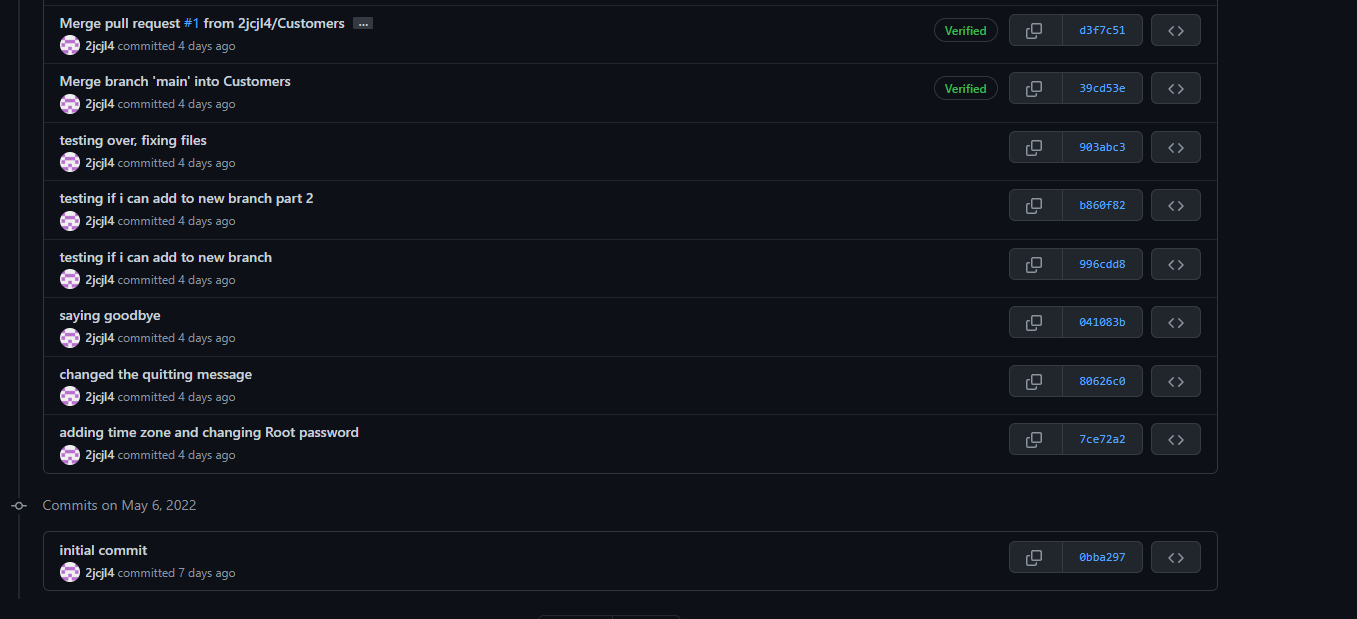 Merge pull request #1 from 2jcjl4/Customers ...
2jcjl4 committed 4 days ago
Verified
d3f7c51
Merge branch 'main' into Customers
2jcjl4 committed 4 days ago
Verified
39cd53e
testing over, fixing files
2jcjl4 committed 4 days ago
903abc3
testing if i can add to new branch part 2
2jcjl4 committed 4 days ago
b860f82
testing if i can add to new branch
2jcjl4 committed 4 days ago
996cdd8
saying goodbye
2jcjl4 committed 4 days ago
041083b
changed the quitting message
2jcjl4 committed 4 days ago
80626c0
adding time zone and changing Root password
2jcjl4 committed 4 days ago
7ce72a2
Commits on May 6, 2022
initial commit
2jcjl4 committed 7 days ago
0bba297